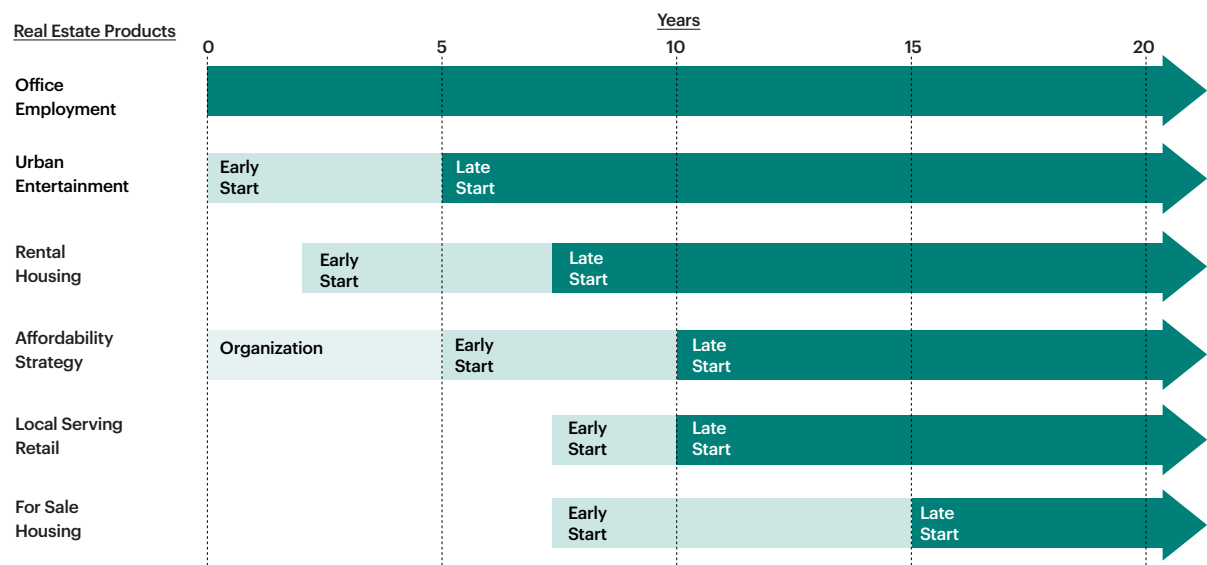 Real Estate Products
Years
0 5 10 15 20
Office
Employment
Urban
Entertainment
Early
Start
Late
Start
Rental
Housing
Early
Start
Late
Start
Affordability
Strategy
Organization
Early
Start
Late
Start
Local Serving
Retail
Early
Start
Late
Start
For Sale
Housing
Early
Start
Late
Start